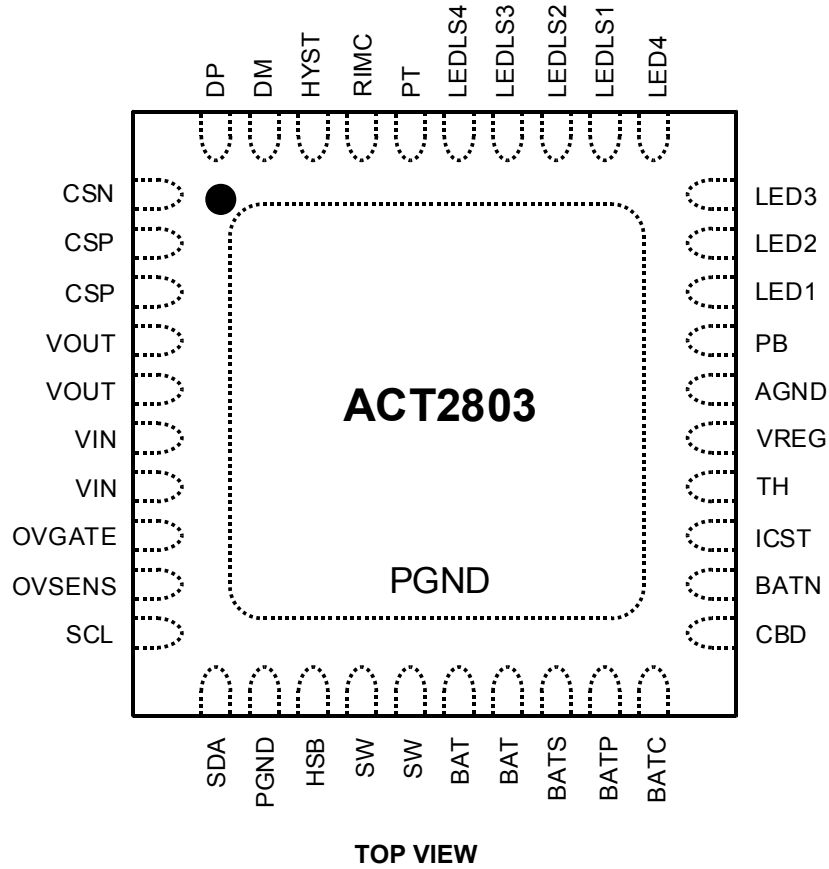 DP
DM
HYST
RIMC
PT
LEDLS4
LEDLS3
LEDLS2
LEDLS1
LED4
CSN
CSP
CSP
VOUT
VOUT
VIN
VIN
OVGATE
OVSENS
SCL
ACT2803
PGND
LED3
LED2
LED1
PB
AGND
VREG
TH
ICST
BATN
CBD
SDA
PGND
HSB
SW
SW
BAT
BAT
BATS
BATP
BATC
TOP VIEW